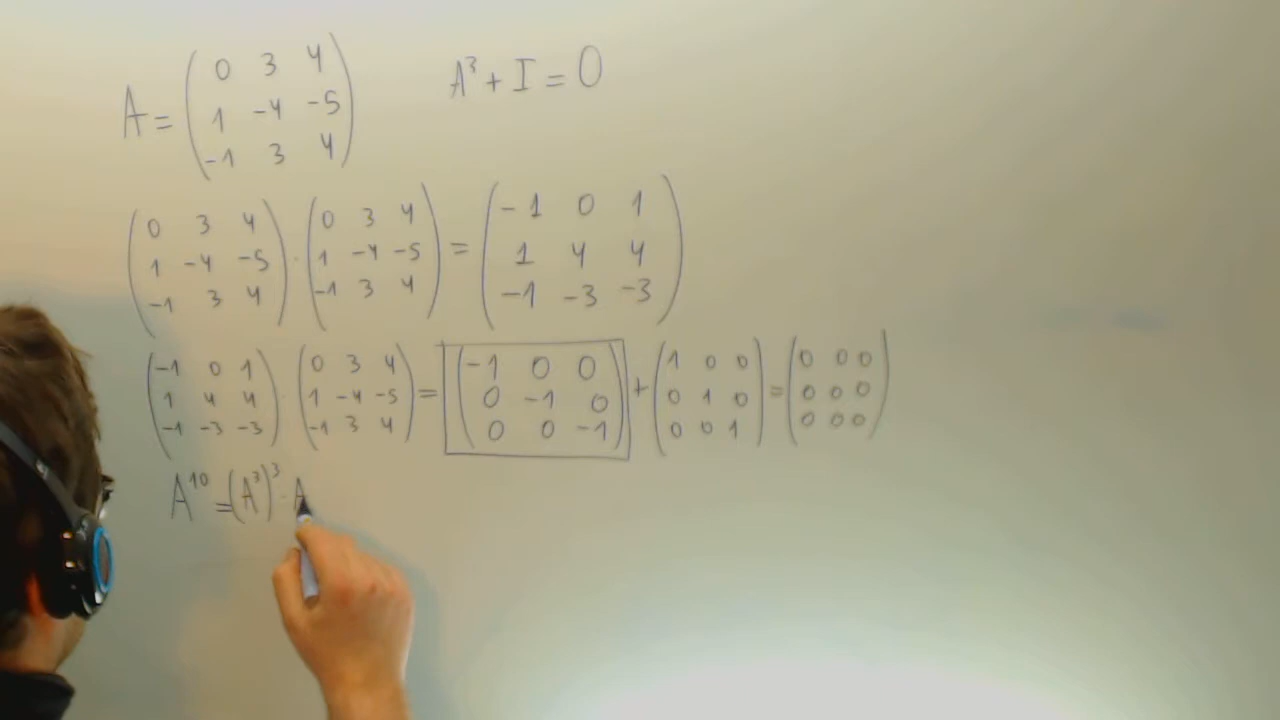 A = ( 0 3 4 ; 1 -4 -5 ; -1 3 4 ) A³ + I = 0
( 0 3 4 ; 1 -4 -5 ; -1 3 4 ) · ( 0 3 4 ; 1 -4 -5 ; -1 3 4 ) = ( -1 0 1 ; 1 4 4 ; -1 -3 -3 )
( -1 0 1 ; 1 4 4 ; -1 -3 -3 ) · ( 0 3 4 ; 1 -4 -5 ; -1 3 4 ) = ( -1 0 0 ; 0 -1 0 ; 0 0 -1 ) + ( 1 0 0 ; 0 1 0 ; 0 0 1 ) = ( 0 0 0 ; 0 0 0 ; 0 0 0 )
A¹⁰ = (A³)³ · A